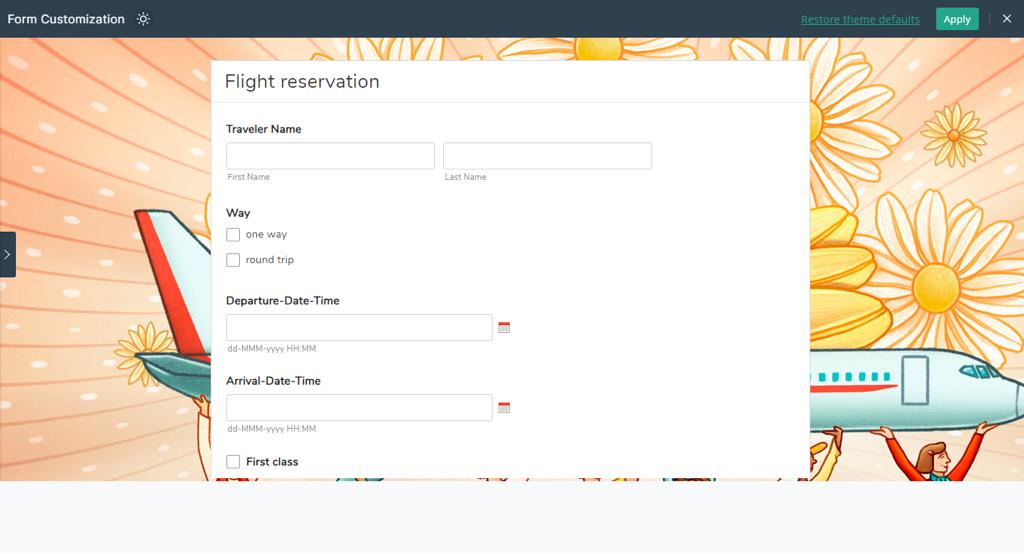 Form Customization
Restore theme defaults
Apply
Flight reservation
Traveler Name
First Name
Last Name
Way
one way
round trip
Departure-Date-Time
dd-MMM-yyyy HH:MM
Arrival-Date-Time
dd-MMM-yyyy HH:MM
First class